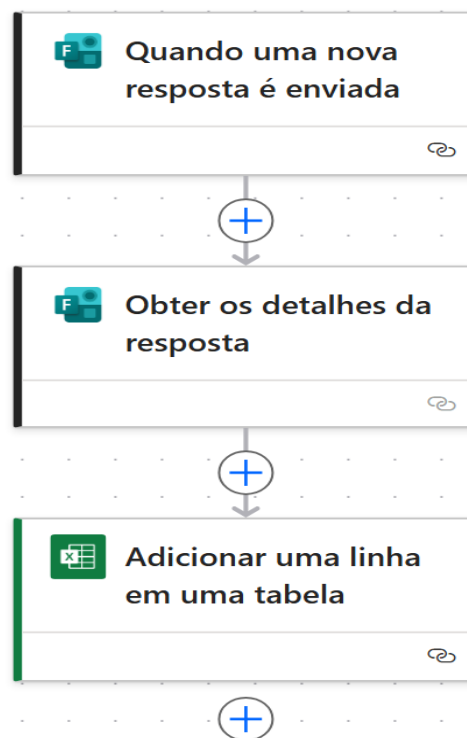 F
Quando uma nova
resposta é enviada
F
Obter os detalhes da
resposta
X
Adicionar uma linha
em uma tabela